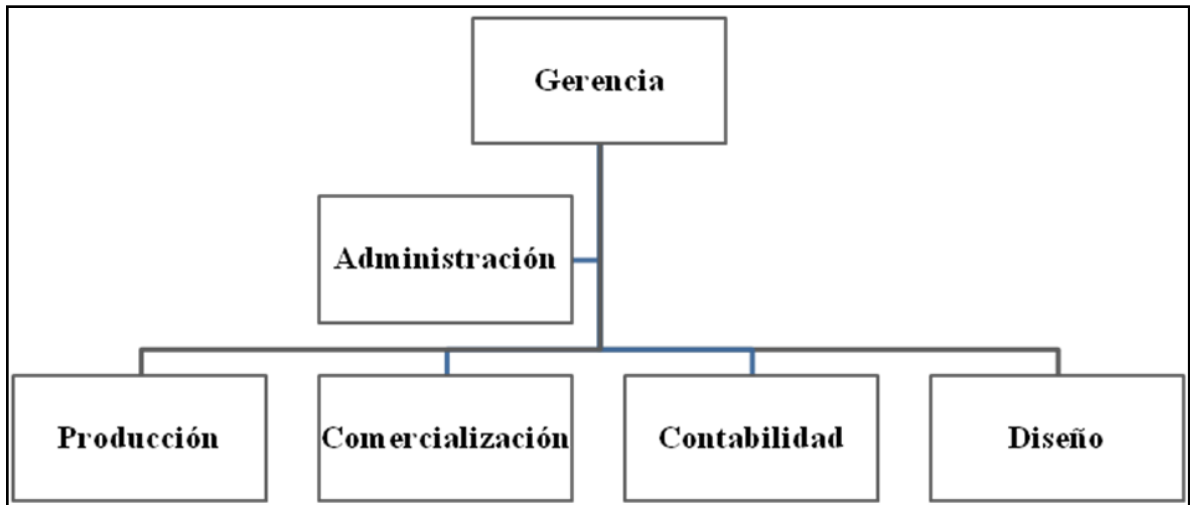 Gerencia
Administración
Producción
Comercialización
Contabilidad
Diseño